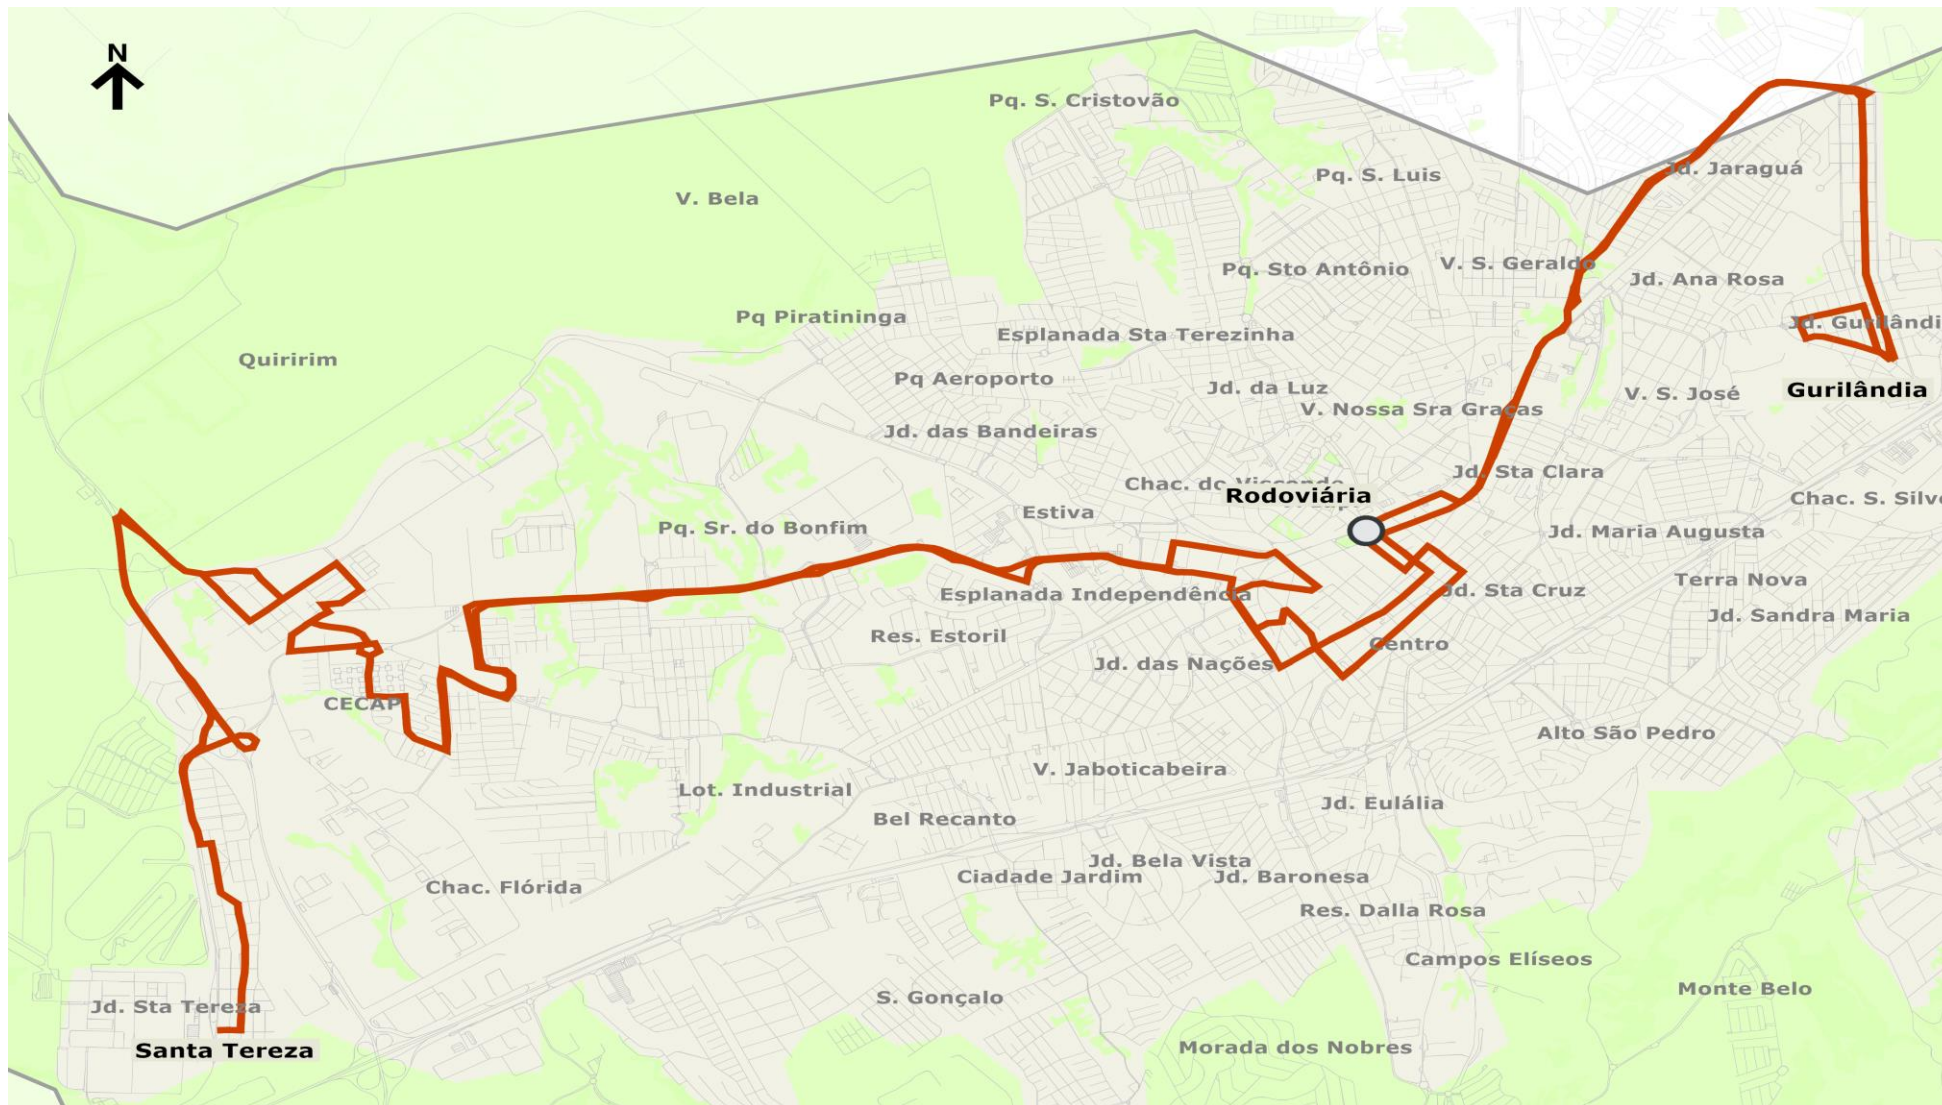 N
Pq. S. Cristovão
Pq. S. Luis
Jd. Jaraguá
V. Bela
Pq. Sto Antônio
V. S. Geraldo
Jd. Ana Rosa
Pq Piratininga
Esplanada Sta Terezinha
Jd. Gurilândi
Quiririm
Pq Aeroporto
Jd. da Luz
V. Nossa Sra Graças
V. S. José
Gurilândia
Jd. das Bandeiras
Jd. Sta Clara
Chac. do Visconde
Rodoviária
Chac. S. Silv
Estiva
Pq. Sr. do Bonfim
Jd. Maria Augusta
Terra Nova
Esplanada Independência
Jd. Sta Cruz
Jd. Sandra Maria
Res. Estoril
Centro
Jd. das Nações
CECAP
Alto São Pedro
V. Jaboticabeira
Lot. Industrial
Jd. Eulália
Bel Recanto
Jd. Bela Vista
Ciadade Jardim
Jd. Baronesa
Chac. Flórida
Res. Dalla Rosa
Campos Elíseos
Monte Belo
S. Gonçalo
Jd. Sta Tereza
Santa Tereza
Morada dos Nobres